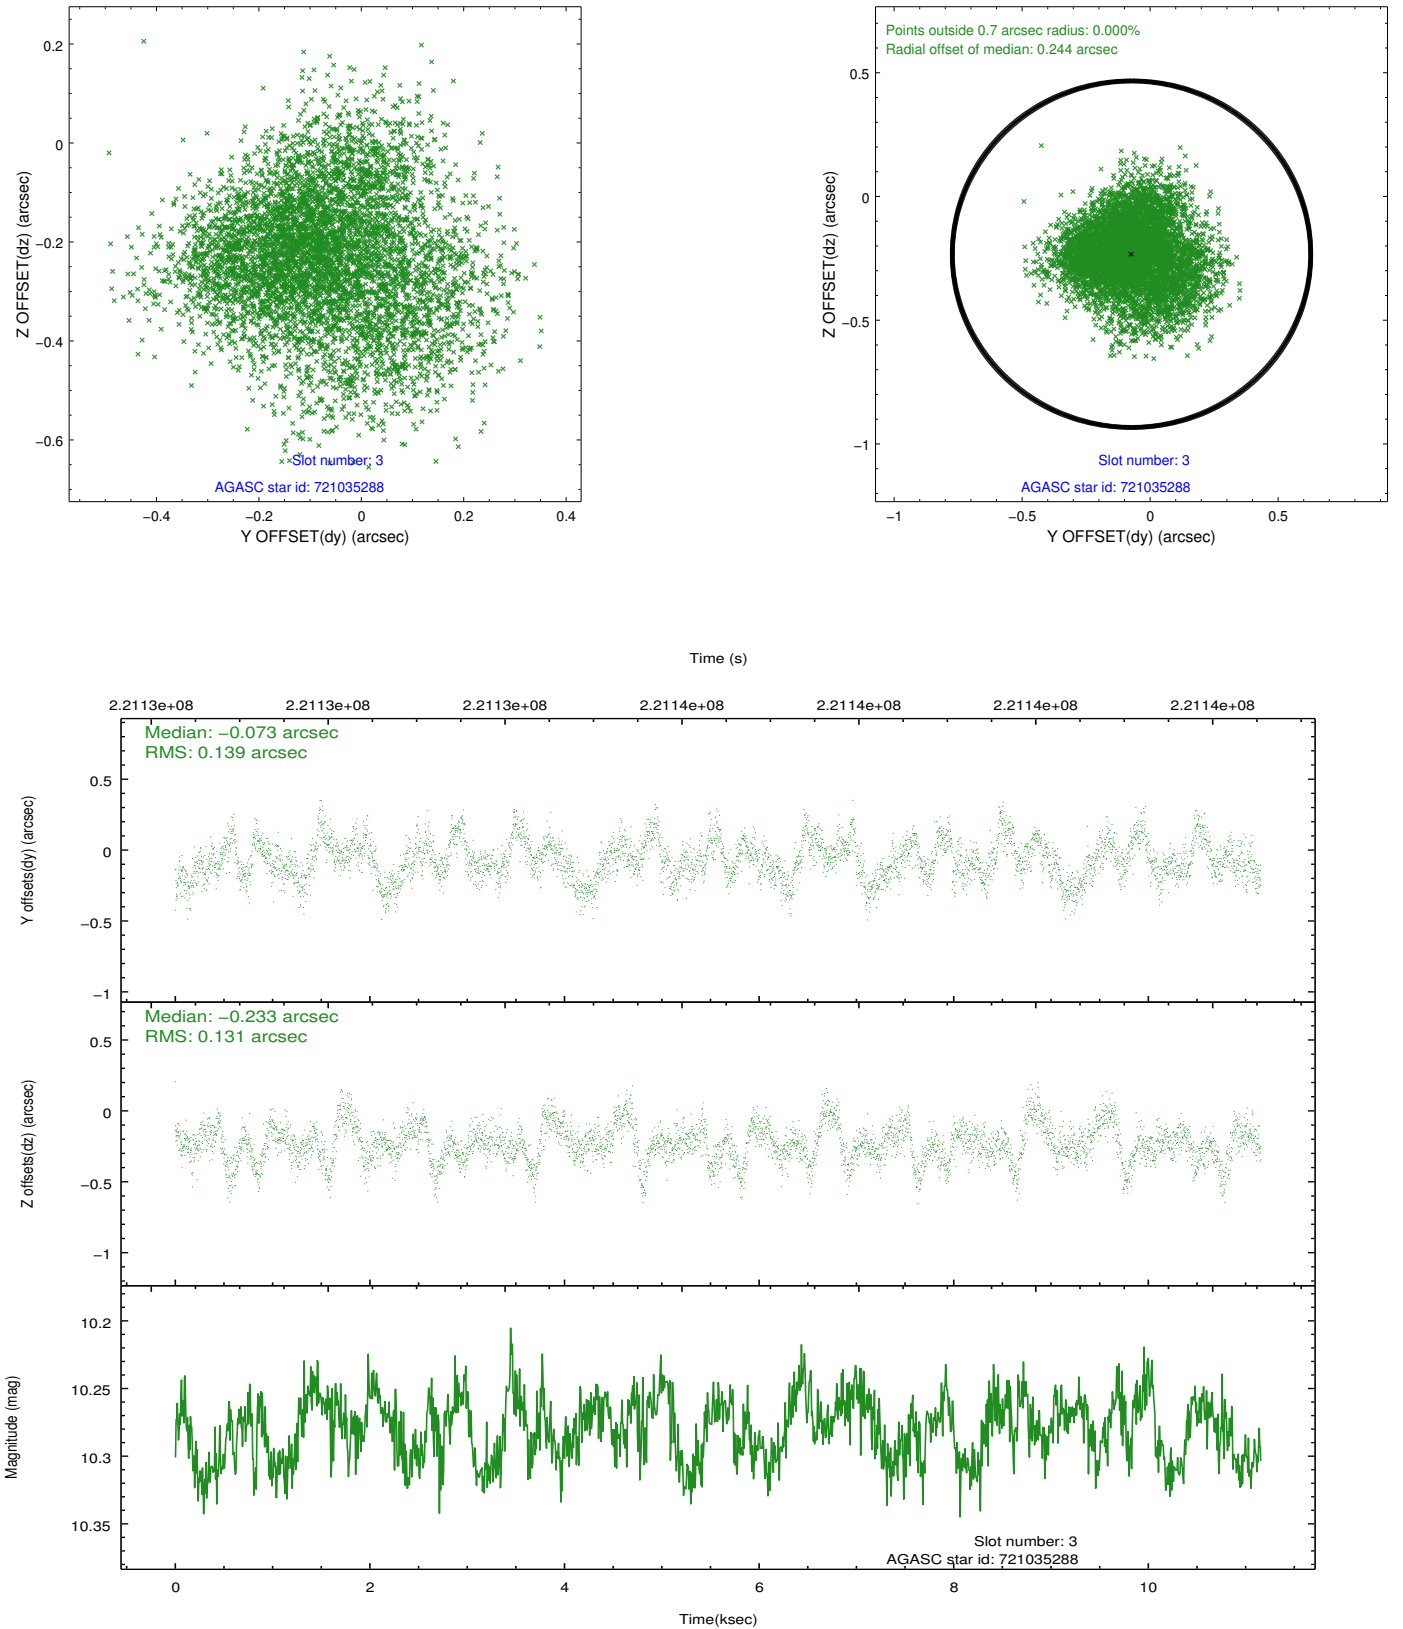 0.2
0
−0.2
−0.4
−0.6
Z OFFSET(dz) (arcsec)
Slot number: 3
AGASC star id: 721035288
−0.4 −0.2 0 0.2 0.4
Y OFFSET(dy) (arcsec)
Points outside 0.7 arcsec radius: 0.000%
Radial offset of median: 0.244 arcsec
0.5
0
−0.5
−1
Z OFFSET(dz) (arcsec)
Slot number: 3
AGASC star id: 721035288
−1 −0.5 0 0.5
Y OFFSET(dy) (arcsec)
Time (s)
2.2113e+08 2.2113e+08 2.2113e+08 2.2114e+08 2.2114e+08 2.2114e+08 2.2114e+08
Median: −0.073 arcsec
RMS: 0.139 arcsec
0.5
0
−0.5
−1
Y offsets(dy) (arcsec)
Median: −0.233 arcsec
RMS: 0.131 arcsec
0.5
0
−0.5
−1
Z offsets(dz) (arcsec)
10.2
10.25
10.3
10.35
Magnitude (mag)
Slot number: 3
AGASC star id: 721035288
0 2 4 6 8 10
Time(ksec)